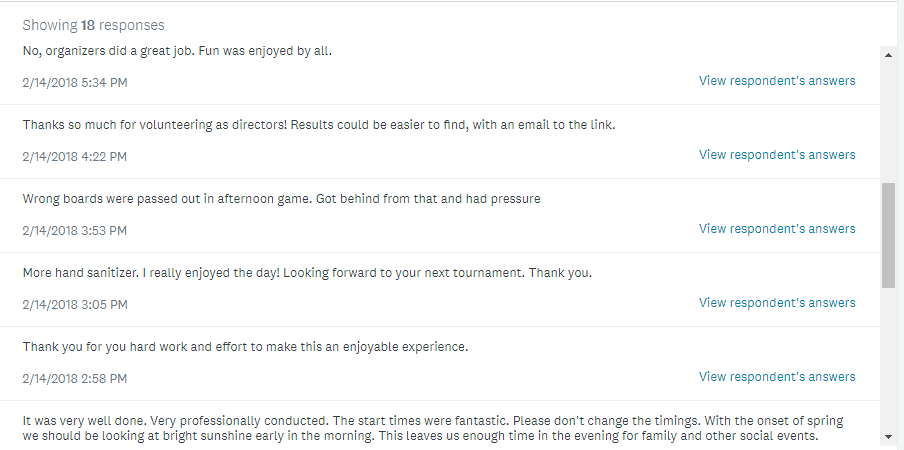 Showing 18 responses
No, organizers did a great job. Fun was enjoyed by all.
2/14/2018 5:34 PM
View respondent's answers
Thanks so much for volunteering as directors! Results could be easier to find, with an email to the link.
2/14/2018 4:22 PM
View respondent's answers
Wrong boards were passed out in afternoon game. Got behind from that and had pressure
2/14/2018 3:53 PM
View respondent's answers
More hand sanitizer. I really enjoyed the day! Looking forward to your next tournament. Thank you.
2/14/2018 3:05 PM
View respondent's answers
Thank you for you hard work and effort to make this an enjoyable experience.
2/14/2018 2:58 PM
View respondent's answers
It was very well done. Very professionally conducted. The start times were fantastic. Please don't change the timings. With the onset of spring
we should be looking at bright sunshine early in the morning. This leaves us enough time in the evening for family and other social events.